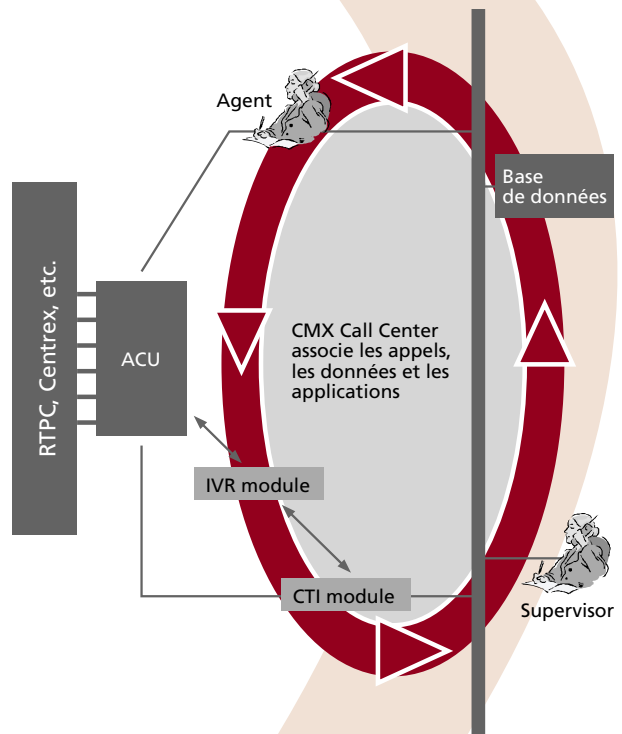 Agent
Base
de données
RTPC, Centrex, etc.
ACU
CMX Call Center
associe les appels,
les données et les
applications
IVR module
CTI module
Supervisor